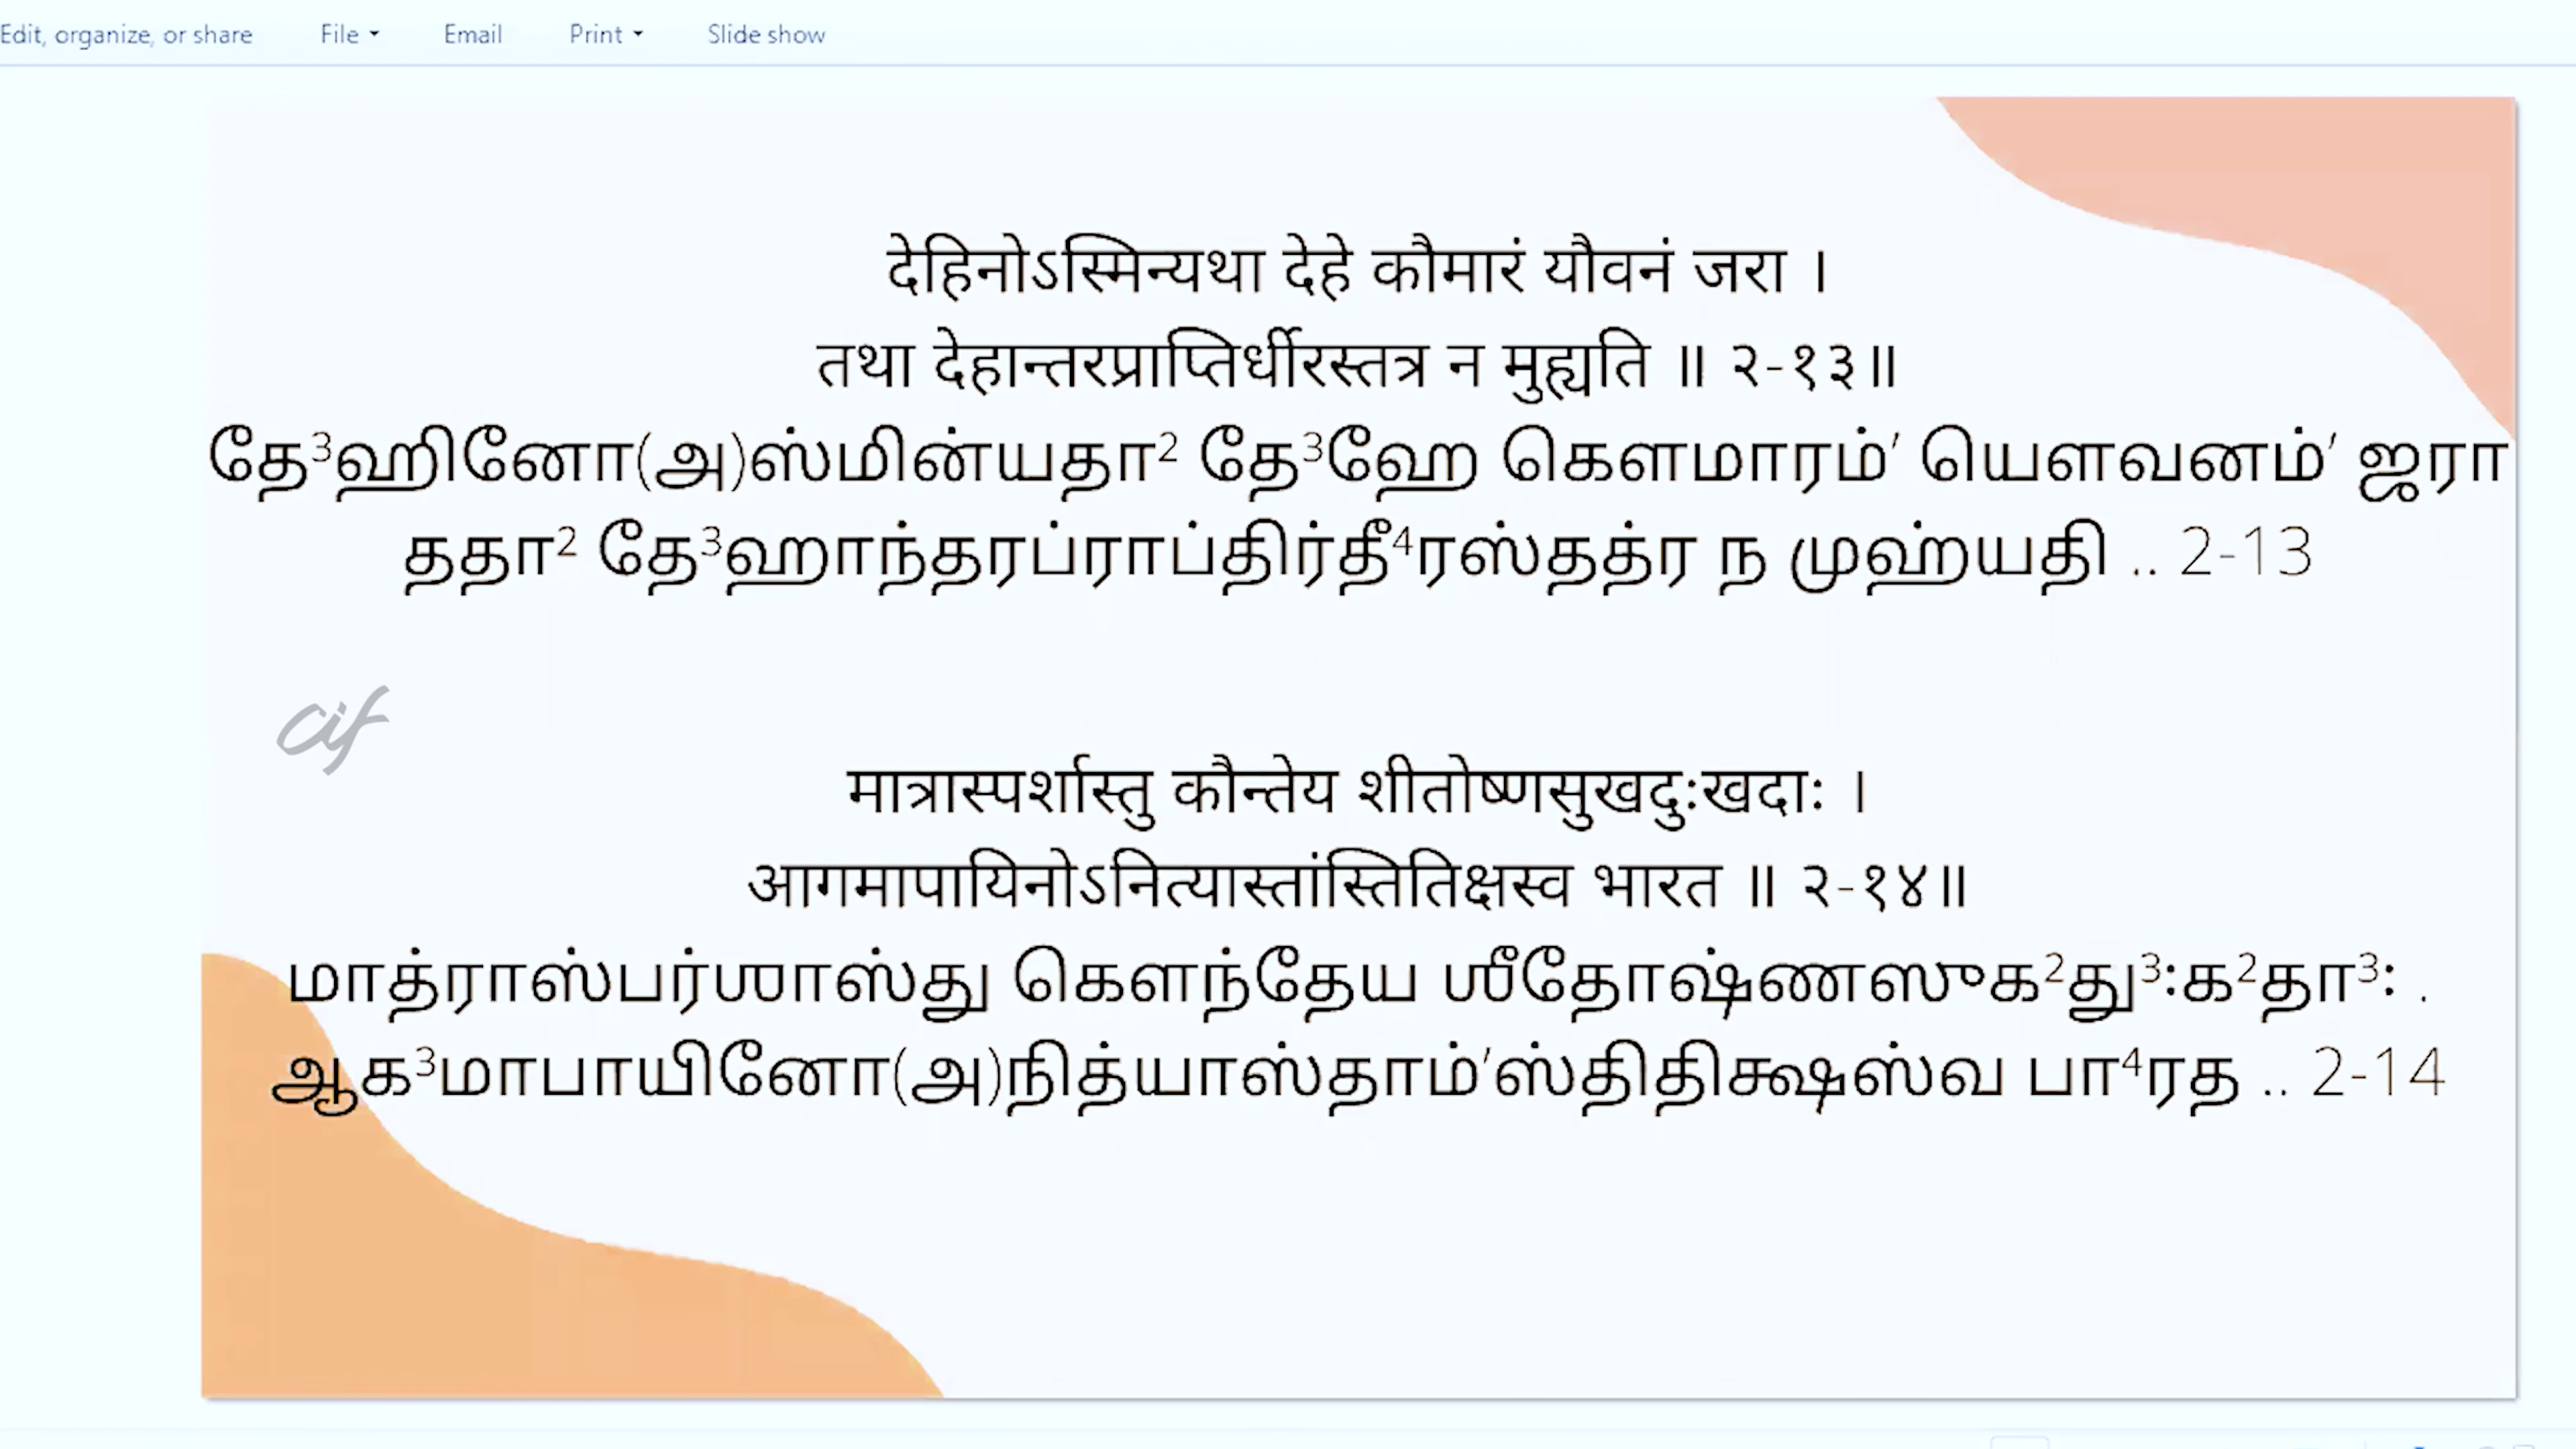 Edit, organize, or share File Email Print Slide show
देहिनोऽस्मिन्यथा देहे कौमारं यौवनं जरा ।
तथा देहान्तरप्राप्तिर्धीरस्तत्र न मुह्यति ॥ २-१३॥
தே³ஹினோ(அ)ஸ்மின்யதா² தே³ஹே கௌமாரம்ʼ யௌவனம்ʼ ஜரா
ததா² தே³ஹாந்தரப்ராப்திர்தீ⁴ரஸ்தத்ர ந முஹ்யதி .. 2-13
cif
मात्रास्पर्शास्तु कौन्तेय शीतोष्णसुखदुःखदाः ।
आगमापायिनोऽनित्यास्तांस्तितिक्षस्व भारत ॥ २-१४॥
மாத்ராஸ்பர்ஶாஸ்து கௌந்தேய ஶீதோஷ்ணஸுக²து³:க²தா³: .
ஆக³மாபாயினோ(அ)நித்யாஸ்தாம்ʼஸ்திதிக்ஷஸ்வ பா⁴ரத .. 2-14